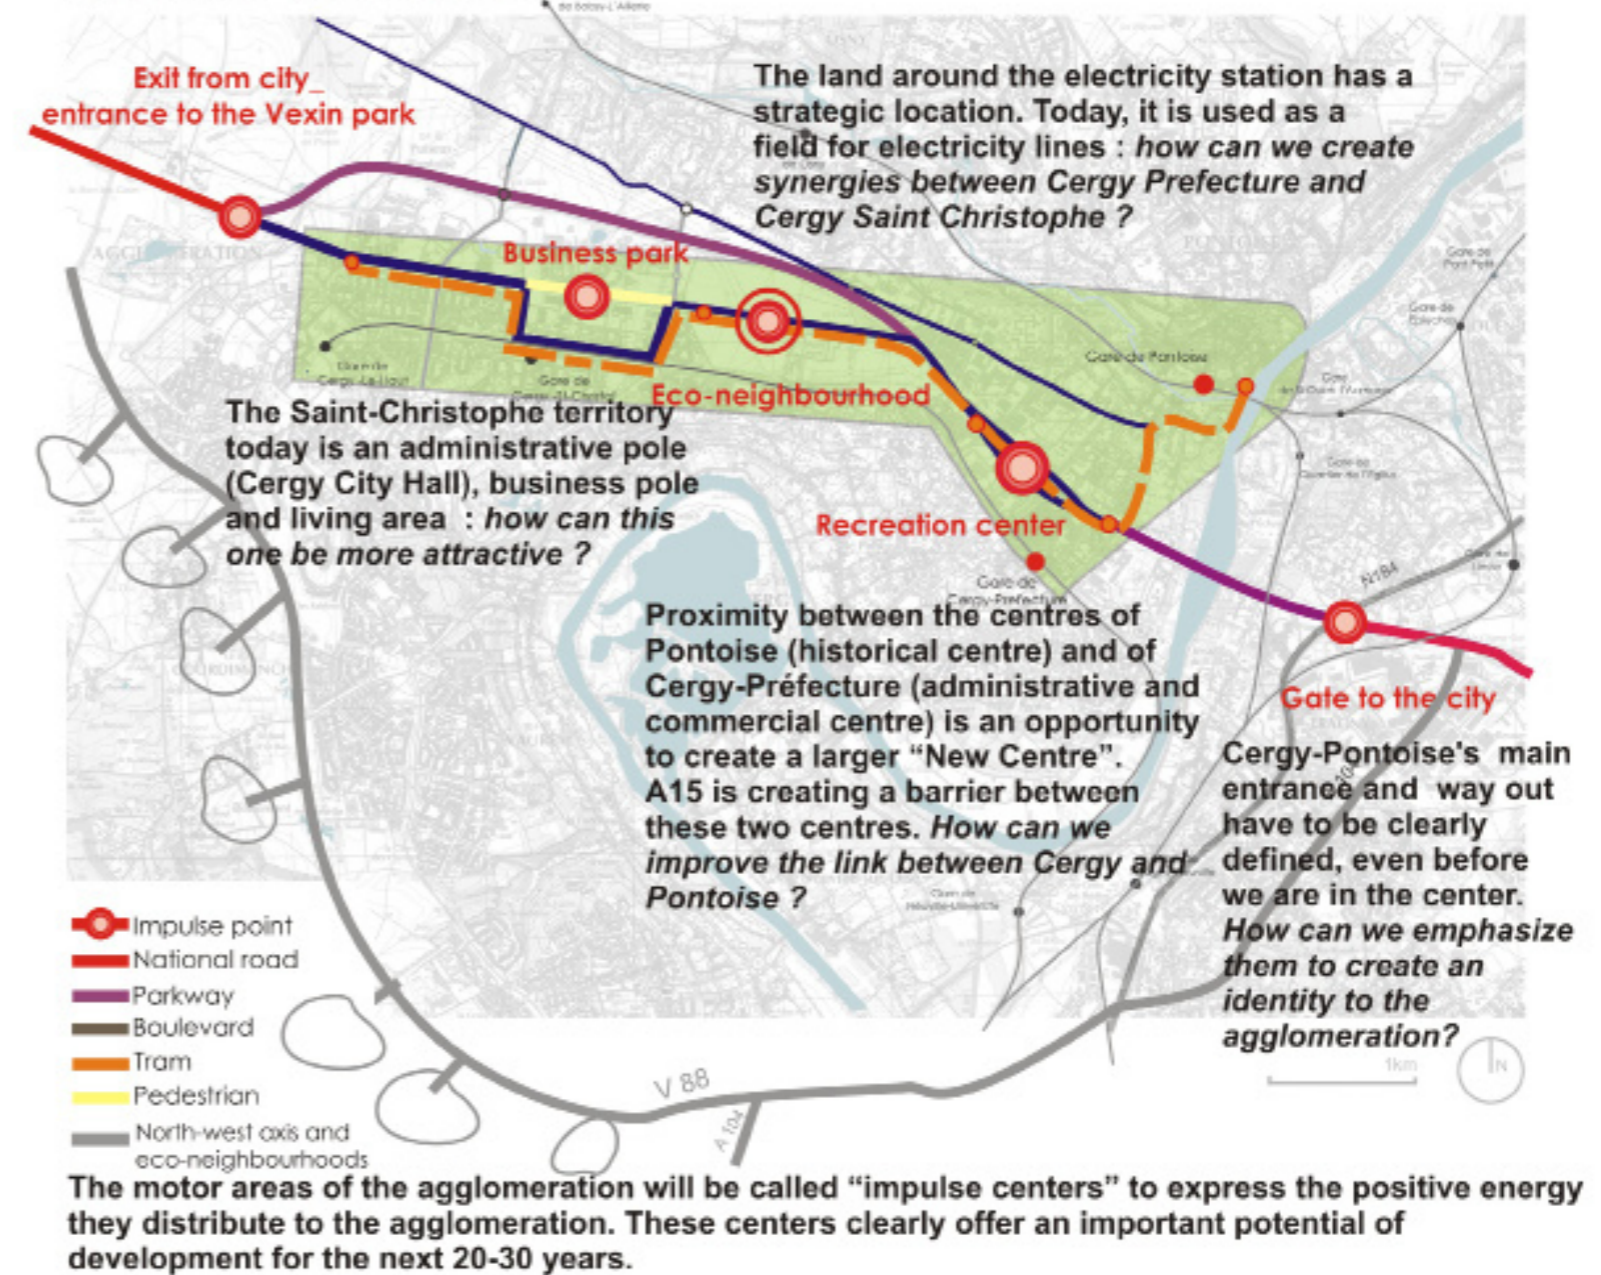 Exit from city_
entrance to the Vexin park
The land around the electricity station has a
strategic location. Today, it is used as a
field for electricity lines : how can we create
synergies between Cergy Prefecture and
Cergy Saint Christophe ?
Business park
Gare de Pontoise
Eco-neighbourhood
The Saint-Christophe territory
today is an administrative pole
(Cergy City Hall), business pole
and living area : how can this
one be more attractive ?
Recreation center
Gare de
Cergy-Prefecture
Proximity between the centres of
Pontoise (historical centre) and of
Cergy-Préfecture (administrative and
commercial centre) is an opportunity
to create a larger “New Centre”.
A15 is creating a barrier between
these two centres. How can we
improve the link between Cergy and
Pontoise ?
N184
Gate to the city
Cergy-Pontoise's main
entrance and way out
have to be clearly
defined, even before
we are in the center.
How can we emphasize
them to create an
identity to the
agglomeration?
1km
N
V 88
A 104
Impulse point
National road
Parkway
Boulevard
Tram
Pedestrian
North-west axis and
eco-neighbourhoods
The motor areas of the agglomeration will be called “impulse centers” to express the positive energy
they distribute to the agglomeration. These centers clearly offer an important potential of
development for the next 20-30 years.